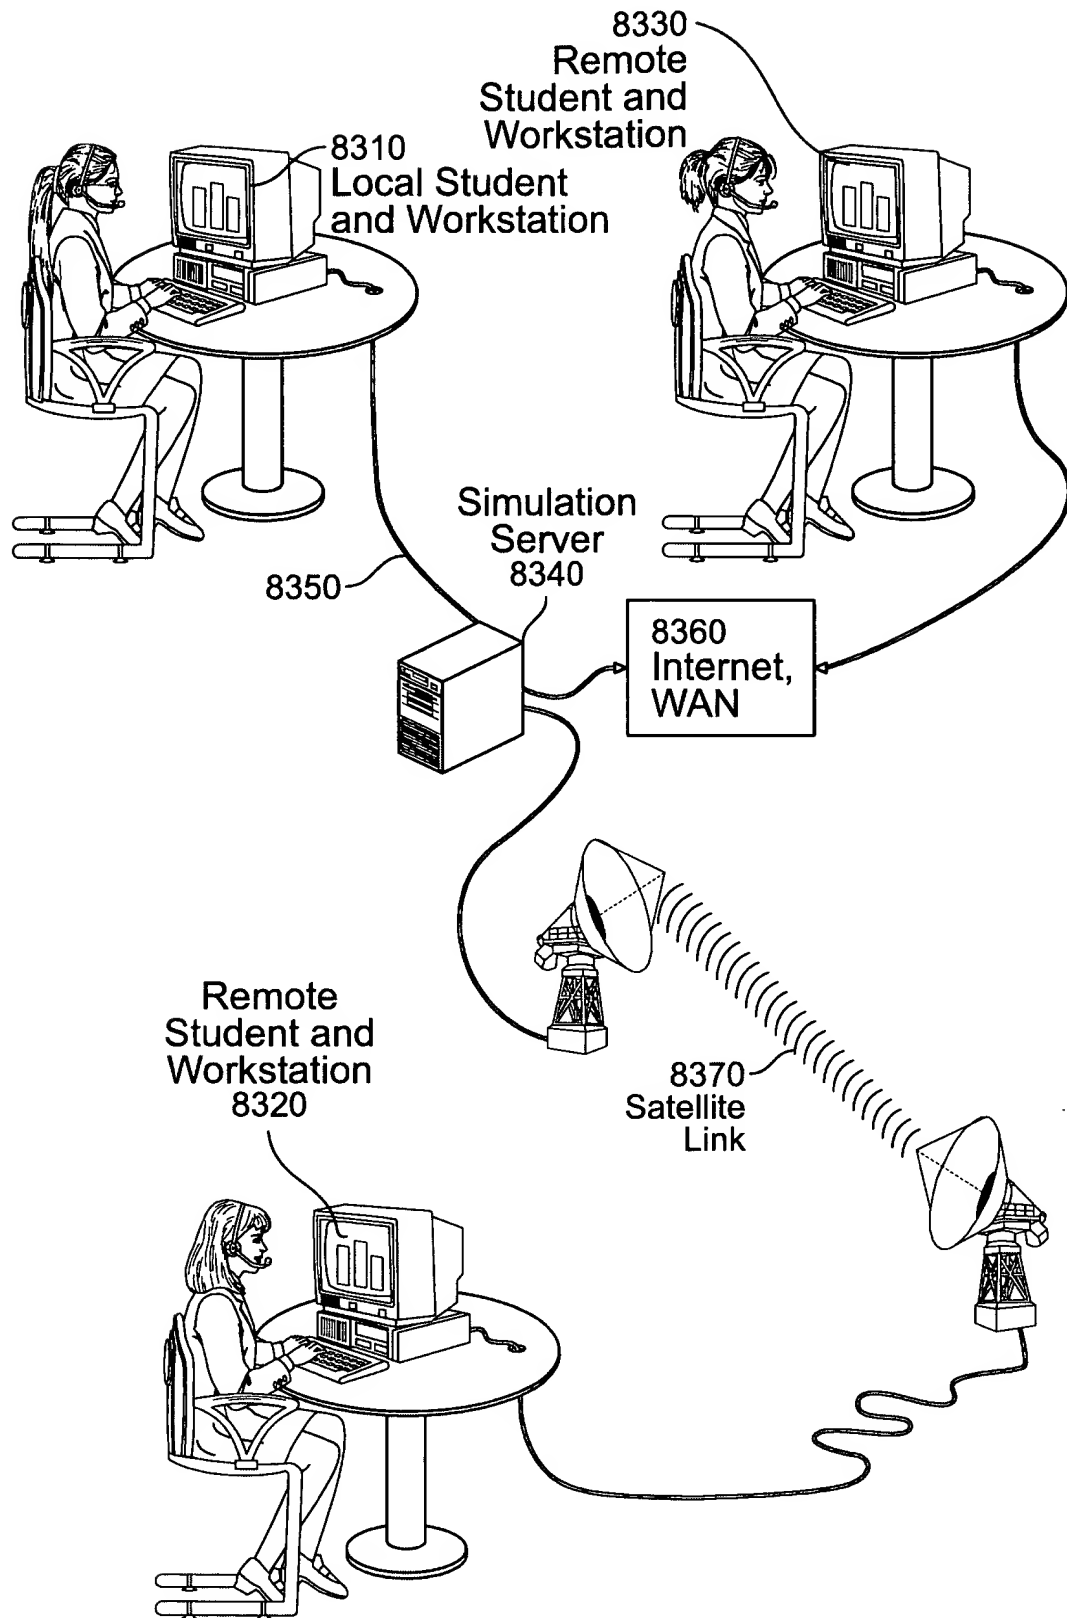 8330
Remote
Student and
Workstation
8310
Local Student
and Workstation
Simulation
Server
8340
8350
8360
Internet,
WAN
Remote
Student and
Workstation
8320
8370
Satellite
Link